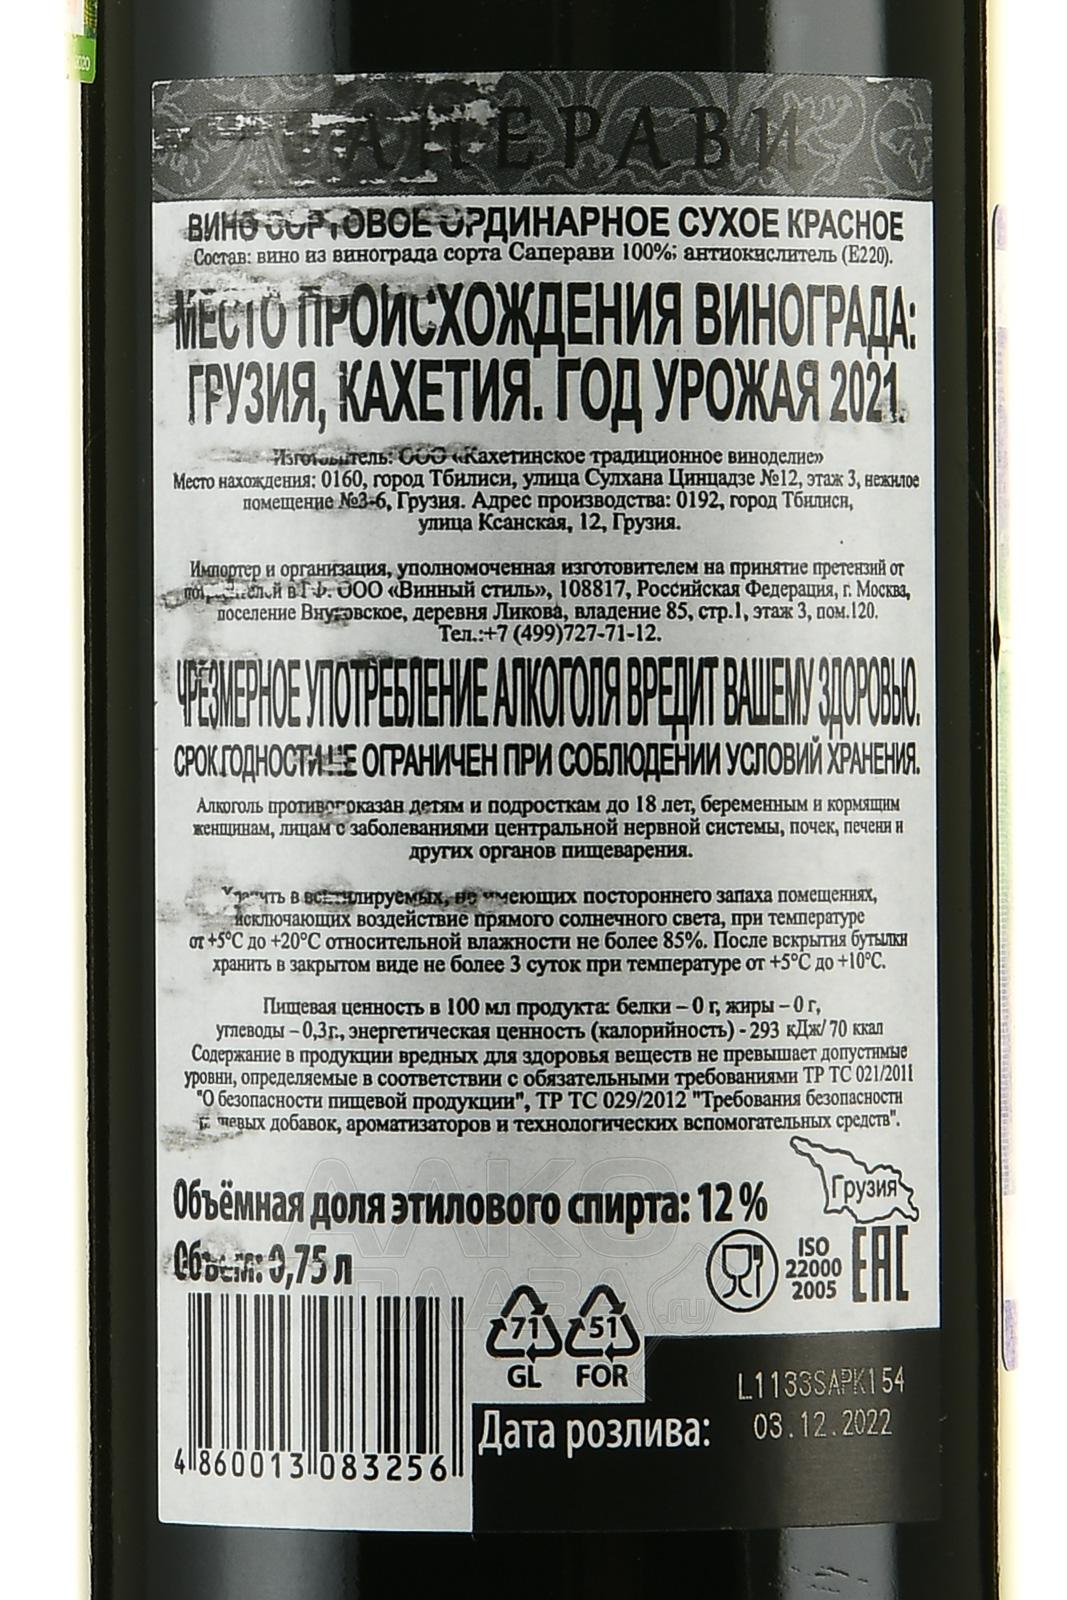 АПЕРАВИ
ВИНО СОРТОВОЕ ОРДИНАРНОЕ СУХОЕ КРАСНОЕ
Состав: вино из винограда сорта Саперави 100%; антиокислитель (Е220).
МЕСТО ПРОИСХОЖДЕНИЯ ВИНОГРАДА:
ГРУЗИЯ, КАХЕТИЯ. ГОД УРОЖАЯ 2021.
Изготовитель: ООО «Кахетинское традиционное виноделие»
Место нахождения: 0160, город Тбилиси, улица Сулхана Цинцадзе №12, этаж 3, нежилое
помещение №3-6, Грузия. Адрес производства: 0192, город Тбилиси,
улица Ксанская, 12, Грузия.
Импортер и организация, уполномоченная изготовителем на принятие претензий от
в ООО «Винный стиль», 108817, Российская Федерация, г. Москва,
поселение Внуковское, деревня Ликова, владение 85, стр.1, этаж 3, пом.120.
Тел.:+7 (499)727-71-12.
ЧРЕЗМЕРНОЕ УПОТРЕБЛЕНИЕ АЛКОГОЛЯ ВРЕДИТ ВАШЕМУ ЗДОРОВЬЮ.
СРОК ГОДНОСТИ НЕ ОГРАНИЧЕН ПРИ СОБЛЮДЕНИИ УСЛОВИЙ ХРАНЕНИЯ.
Алкоголь противопоказан детям и подросткам до 18 лет, беременным и кормящим
женщинам, лицам с заболеваниями центральной нервной системы, почек, печени и
других органов пищеварения.
Хранить в вентилируемых, не имеющих постороннего запаха помещениях,
исключающих воздействие прямого солнечного света, при температуре
от +5°С до +20°С относительной влажности не более 85%. После вскрытия бутылки
хранить в закрытом виде не более 3 суток при температуре от +5°С до +10°С.
Пищевая ценность в 100 мл продукта: белки – 0 г, жиры – 0 г,
углеводы – 0,3г., энергетическая ценность (калорийность) - 293 кДж/ 70 ккал
Содержание в продукции вредных для здоровья веществ не превышает допустимые
уровни, определяемые в соответствии с обязательными требованиями ТР ТС 021/2011
"О безопасности пищевой продукции", ТР ТС 029/2012 "Требования безопасности
пищевых добавок, ароматизаторов и технологических вспомогательных средств".
Грузия
Объёмная доля этилового спирта: 12 %
Объем: 0,75 л
ISO
22000
2005
EAC
71
GL
51
FOR
L1133SAPK154
Дата розлива:
03.12.2022
4 860013 083256
ААКО
ПЛАЗА.ru
2020